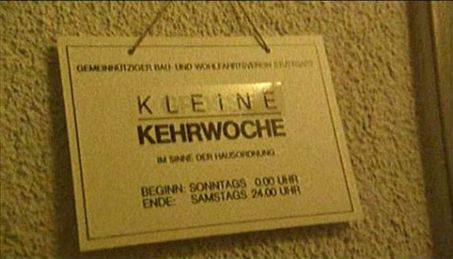 GEMEINNÜTZIGER BAU- UND WOHLFAHRTSVEREIN STUTTGART
KLEiNE
KEHRWOCHE
IM SINNE DER HAUSORDNUNG
BEGINN: SONNTAGS 0.00 UHR
ENDE: SAMSTAGS 24.00 UHR